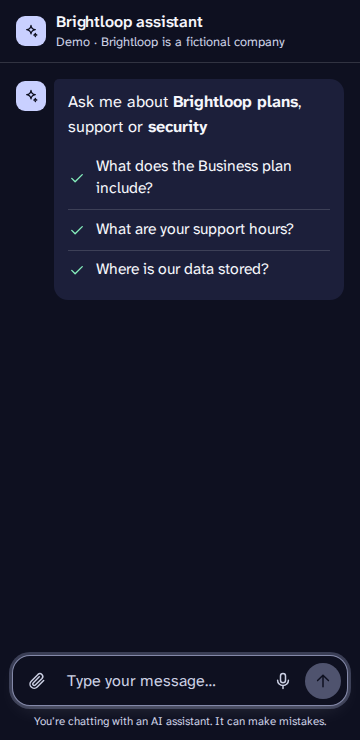 Brightloop assistant
Demo · Brightloop is a fictional company
Ask me about Brightloop plans,
support or security
What does the Business plan
include?
What are your support hours?
Where is our data stored?
Type your message...
You're chatting with an AI assistant. It can make mistakes.